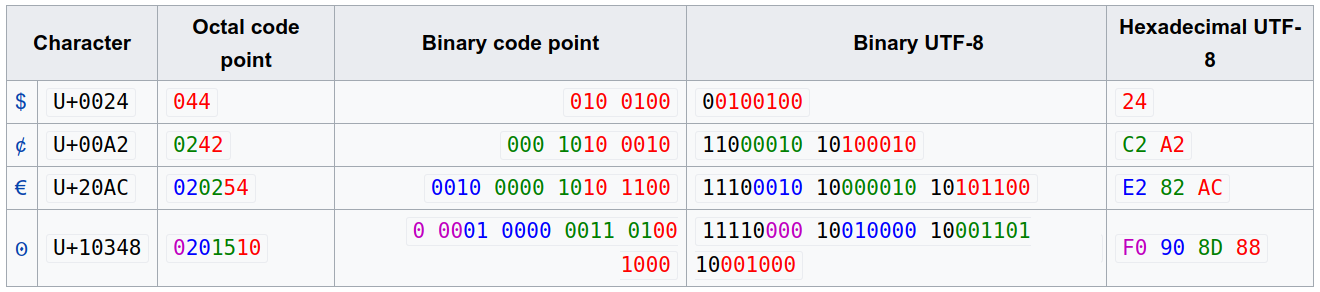 Character Octal code point Binary code point Binary UTF-8 Hexadecimal UTF-8
$ U+0024 044 010 0100 00100100 24
¢ U+00A2 0242 000 1010 0010 11000010 10100010 C2 A2
€ U+20AC 020254 0010 0000 1010 1100 11100010 10000010 10101100 E2 82 AC
𐍈 U+10348 0201510 0 0001 0000 0011 0100 1000 11110000 10010000 10001101 10001000 F0 90 8D 88